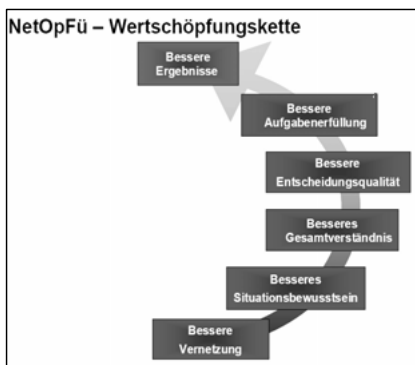 NetOpFü – Wertschöpfungskette
Bessere
Ergebnisse
Bessere
Aufgabenerfüllung
Bessere
Entscheidungsqualität
Besseres
Gesamtverständnis
Besseres
Situationsbewusstsein
Bessere
Vernetzung